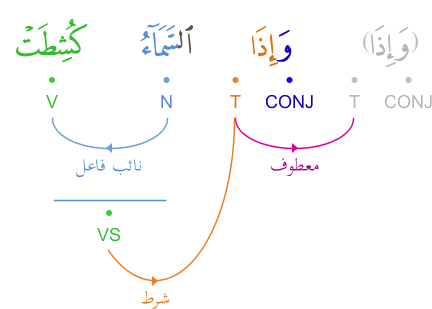 (وَإِذَا) وَإِذَا ٱلسَّمَآءُ كُشِطَتْ
CONJ T CONJ T N V
معطوف نائب فاعل
VS
شرط